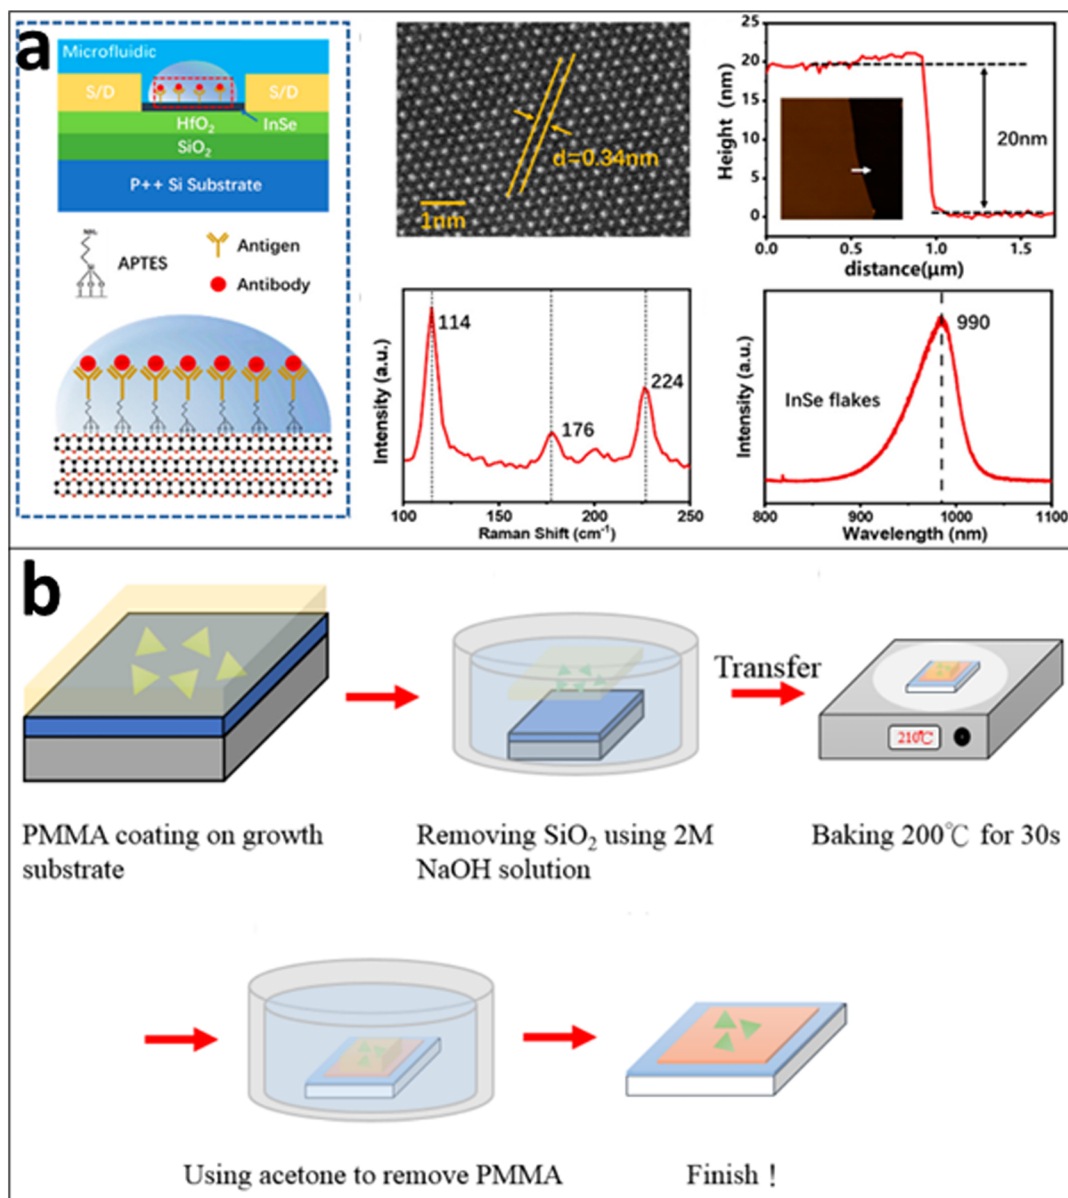 a
Microfluidic
S/D
S/D
HfO₂
InSe
SiO₂
P++ Si Substrate
NH₂
Si
APTES
Antigen
Antibody
d=0.34nm
1nm
Height (nm)
25
20
15
10
5
0
20nm
0.0 0.5 1.0 1.5
distance(μm)
Intensity (a.u.)
114
176
224
100 150 200 250
Raman Shift (cm⁻¹)
Intensity (a.u.)
990
InSe flakes
800 900 1000 1100
Wavelength (nm)
b
Transfer
210℃
PMMA coating on growth
substrate
Removing SiO₂ using 2M
NaOH solution
Baking 200℃ for 30s
Using acetone to remove PMMA
Finish！